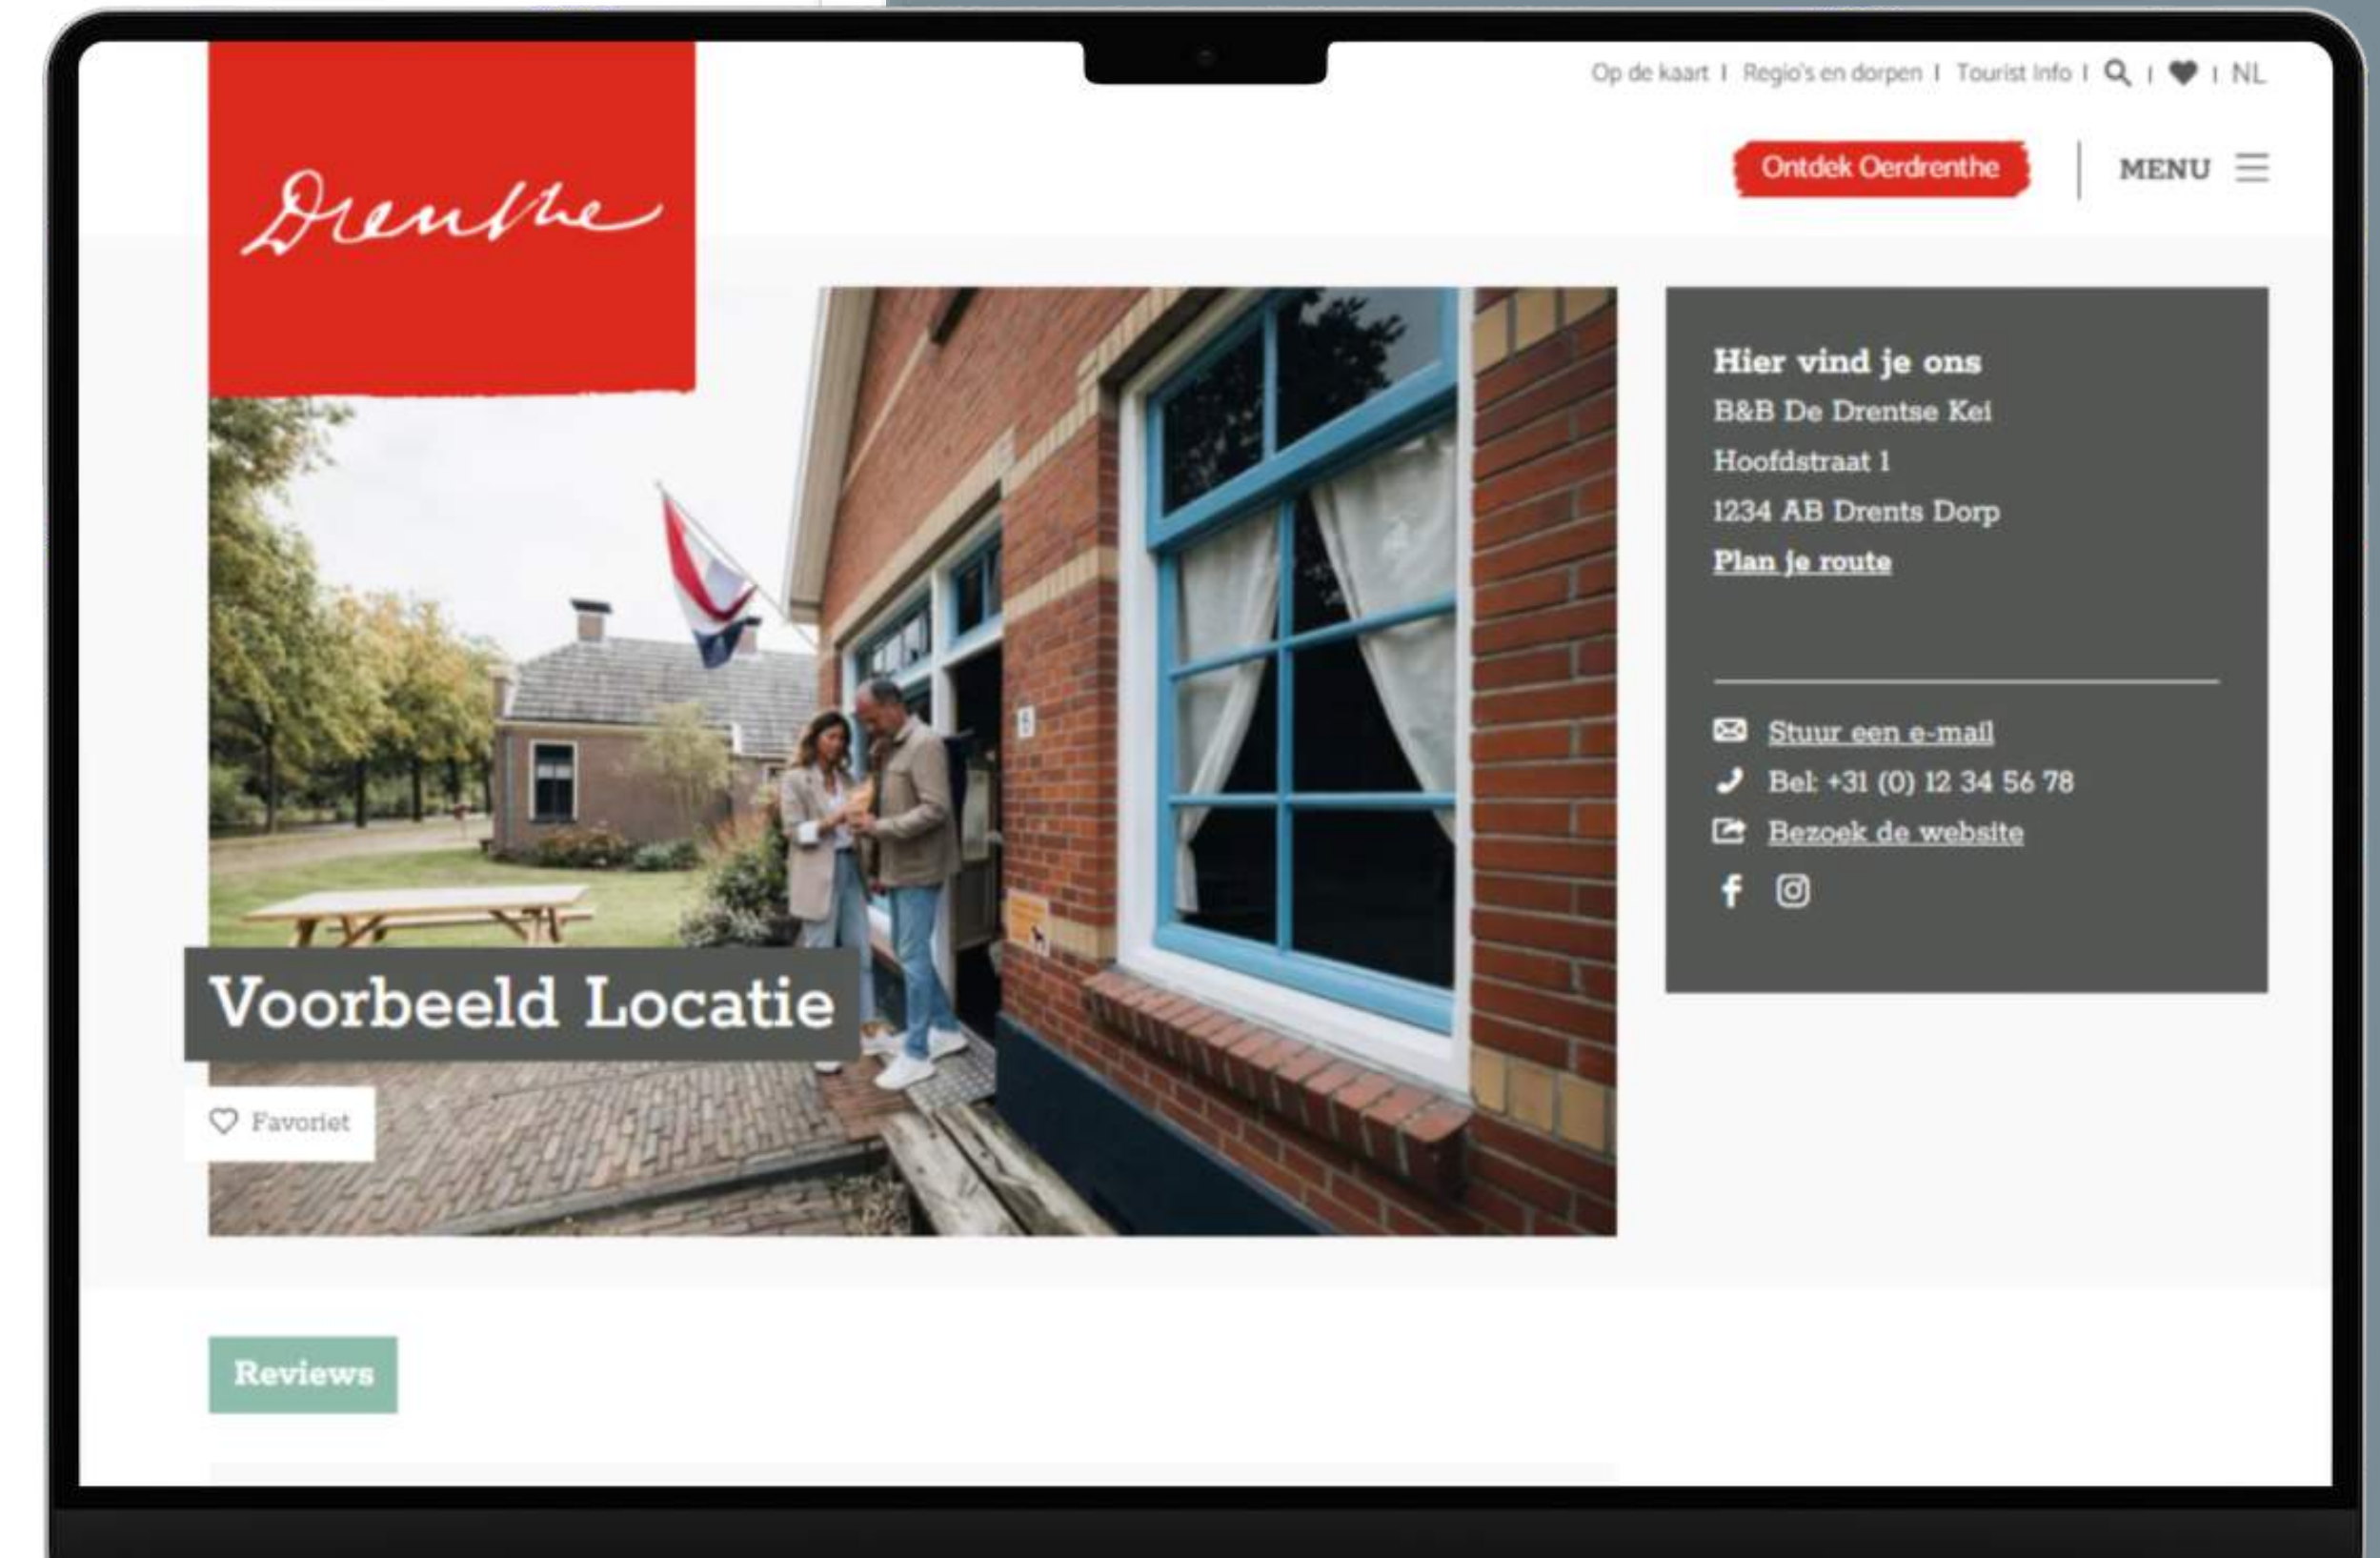 Op de kaart | Regio's en dorpen | Tourist Info | | | NL
Drenthe
Ontdek Oerdrenthe
MENU
Hier vind je ons
B&B De Drentse Kei
Hoofdstraat 1
1234 AB Drents Dorp
Plan je route
Stuur een e-mail
Bel: +31 (0) 12 34 56 78
Bezoek de website
Voorbeeld Locatie
Favoriet
Reviews